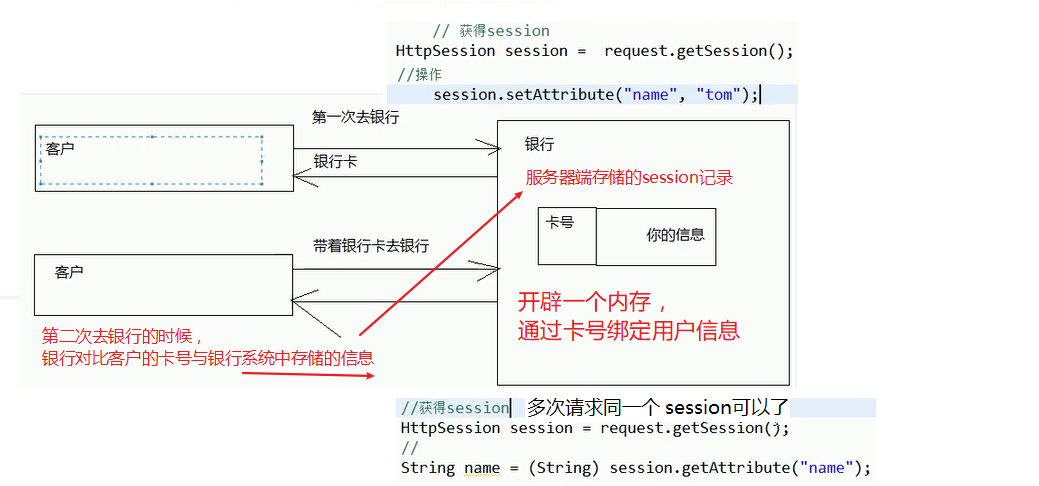 // 获得session
HttpSession session =  request.getSession();
//操作
session.setAttribute("name", "tom");
第一次去银行
客户
银行卡
银行
服务器端存储的session记录
卡号
你的信息
带着银行卡去银行
客户
开辟一个内存，
通过卡号绑定用户信息
第二次去银行的时候，
银行对比客户的卡号与银行系统中存储的信息
//获得session 多次请求同一个 session可以了
HttpSession session = request.getSession();
//
String name = (String) session.getAttribute("name");